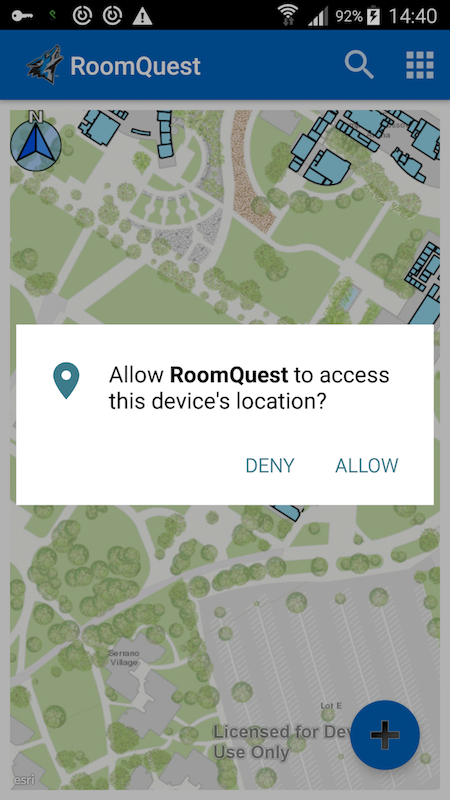 92% 14:40
RoomQuest
N
Allow RoomQuest to access
this device's location?
DENY ALLOW
Serrano
Village
Lot E
Licensed for Dev
Use Only
esri